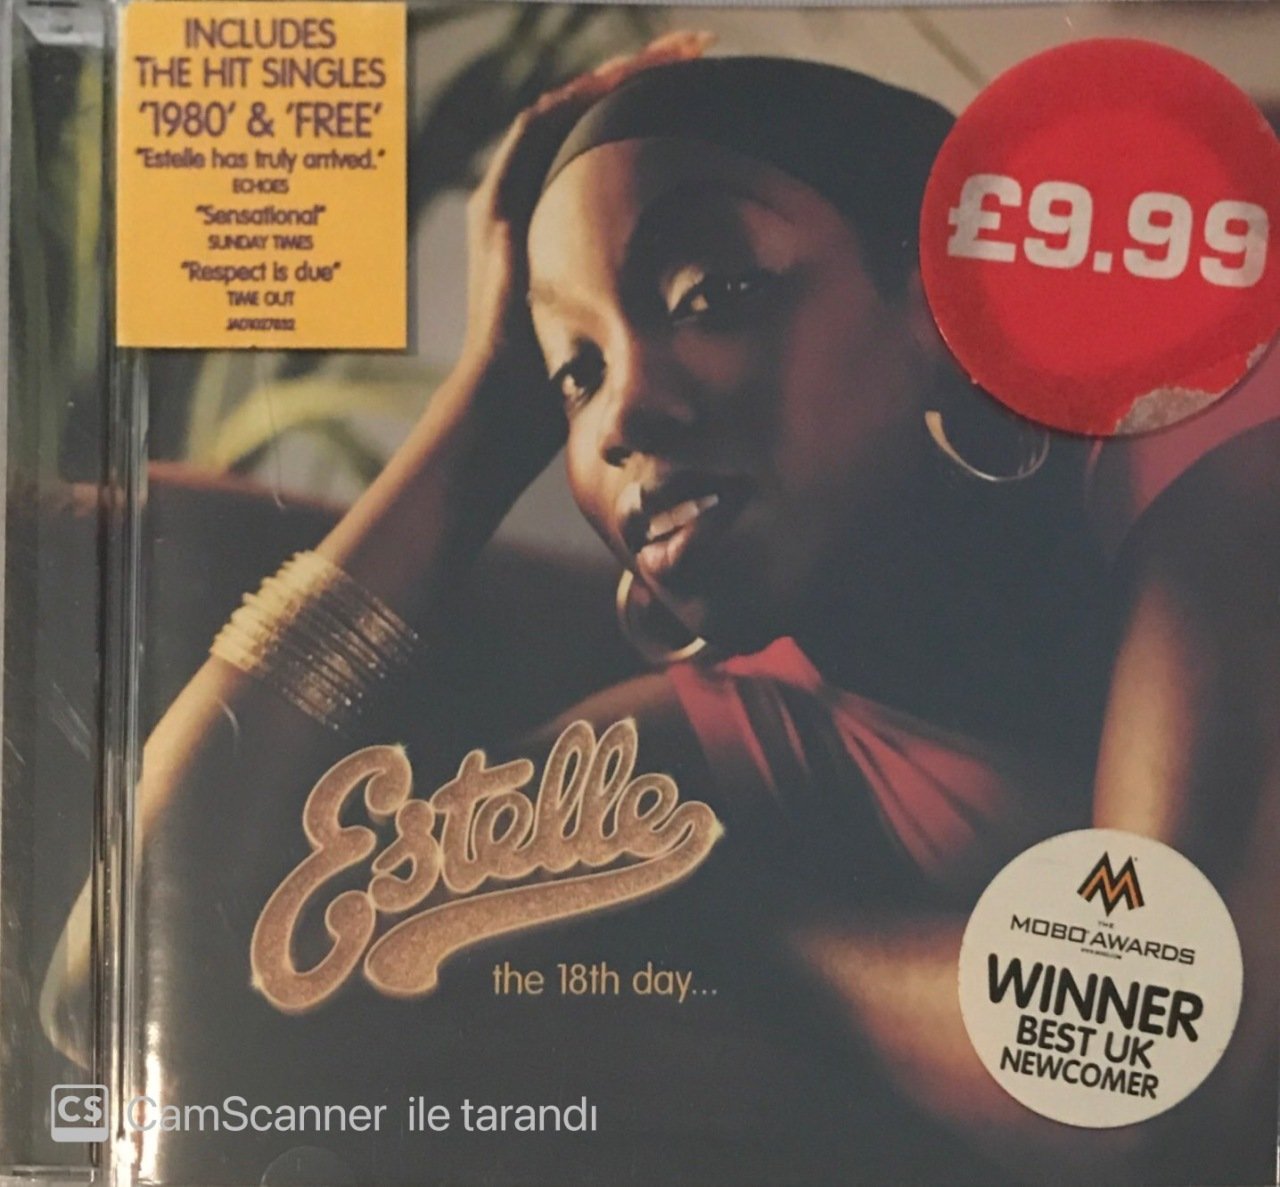 INCLUDES
THE HIT SINGLES
'1980' & 'FREE'
"Estelle has truly arrived."
ECHOES
"Sensational"
SUNDAY TIMES
"Respect is due"
TIME OUT
£9.99
Estelle
the 18th day...
M
THE
MOBO AWARDS
WINNER
BEST UK
NEWCOMER
CS CamScanner ile tarandı